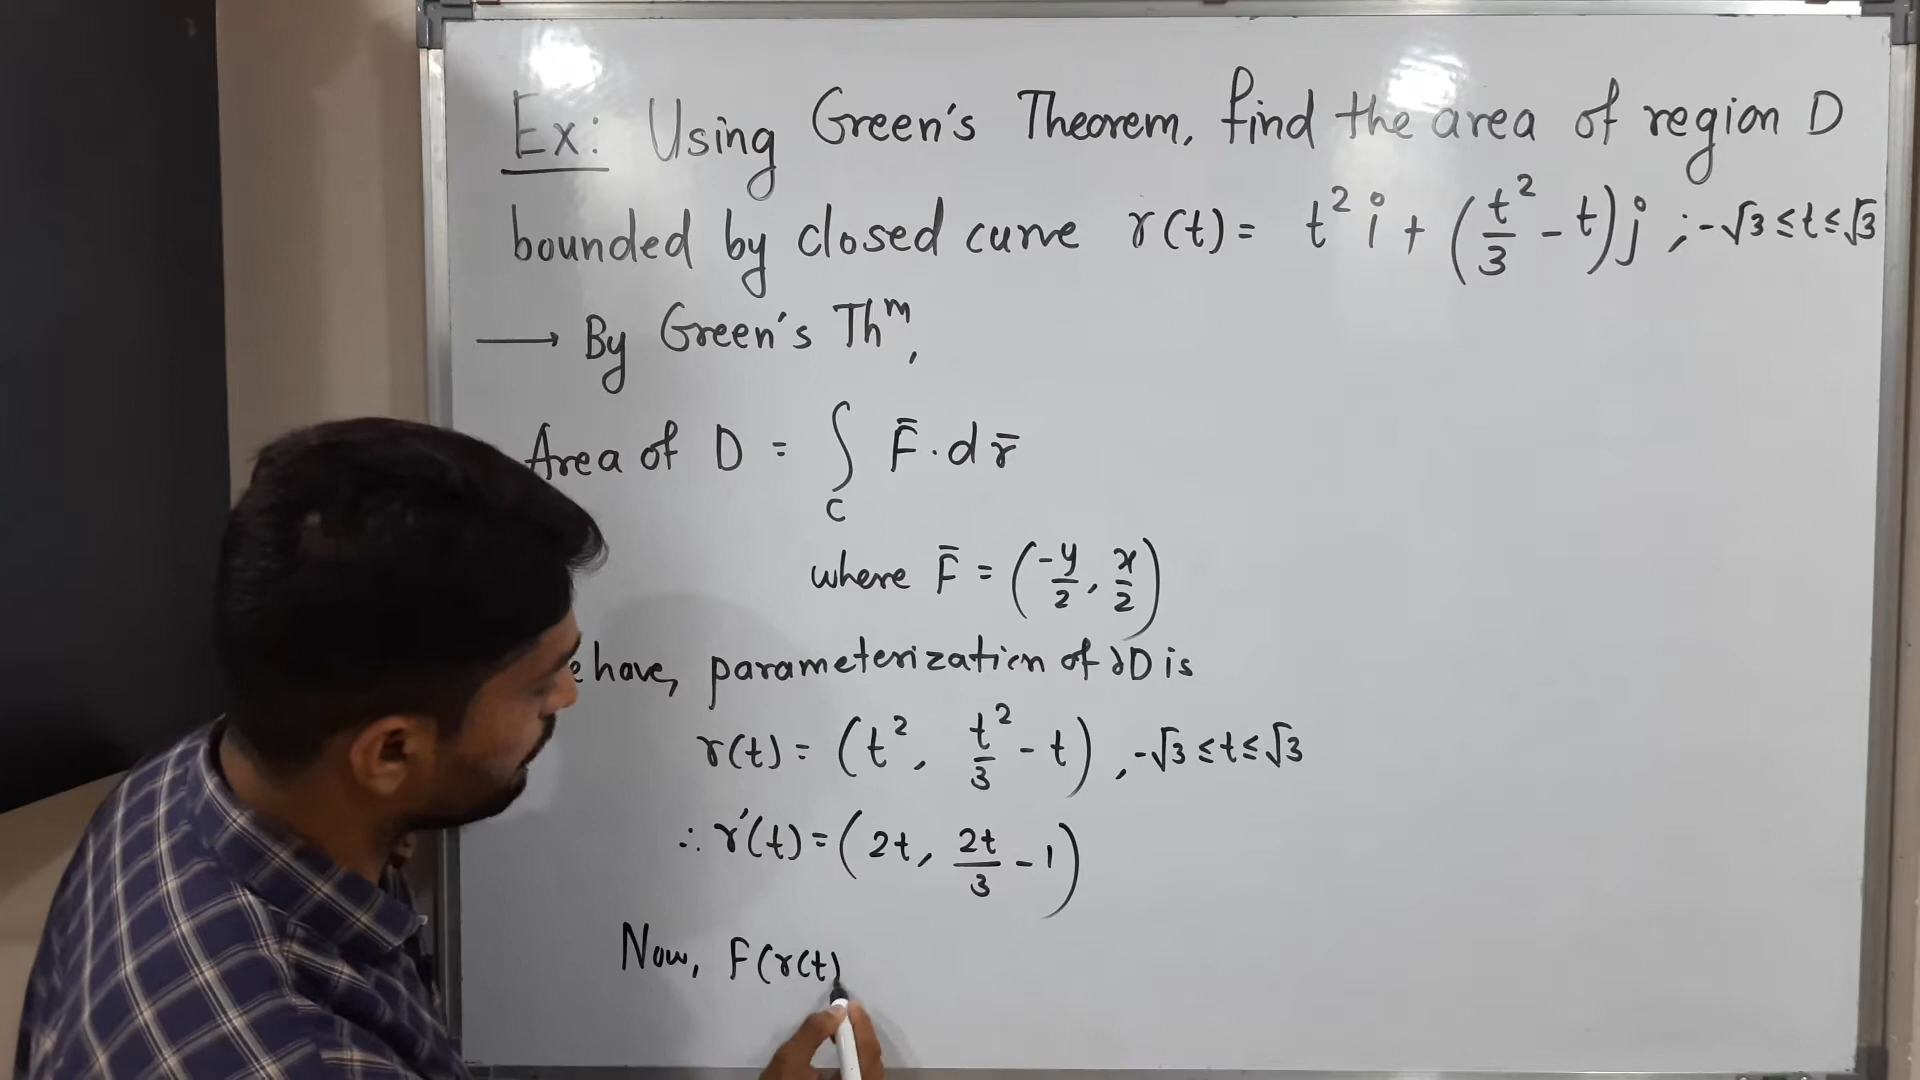 Ex: Using Green's Theorem, find the area of region D
bounded by closed curve r(t) = t² i + (t²/3 - t) j ; -√3 ≤ t ≤ √3
→ By Green's Thᵐ,
Area of D = ∫_C F̄ · d r̄
where F̄ = (-y/2, x/2)
have, parameterization of ∂D is
r(t) = (t², t²/3 - t), -√3 ≤ t ≤ √3
∴ r'(t) = (2t, 2t/3 - 1)
Now, F(r(t)